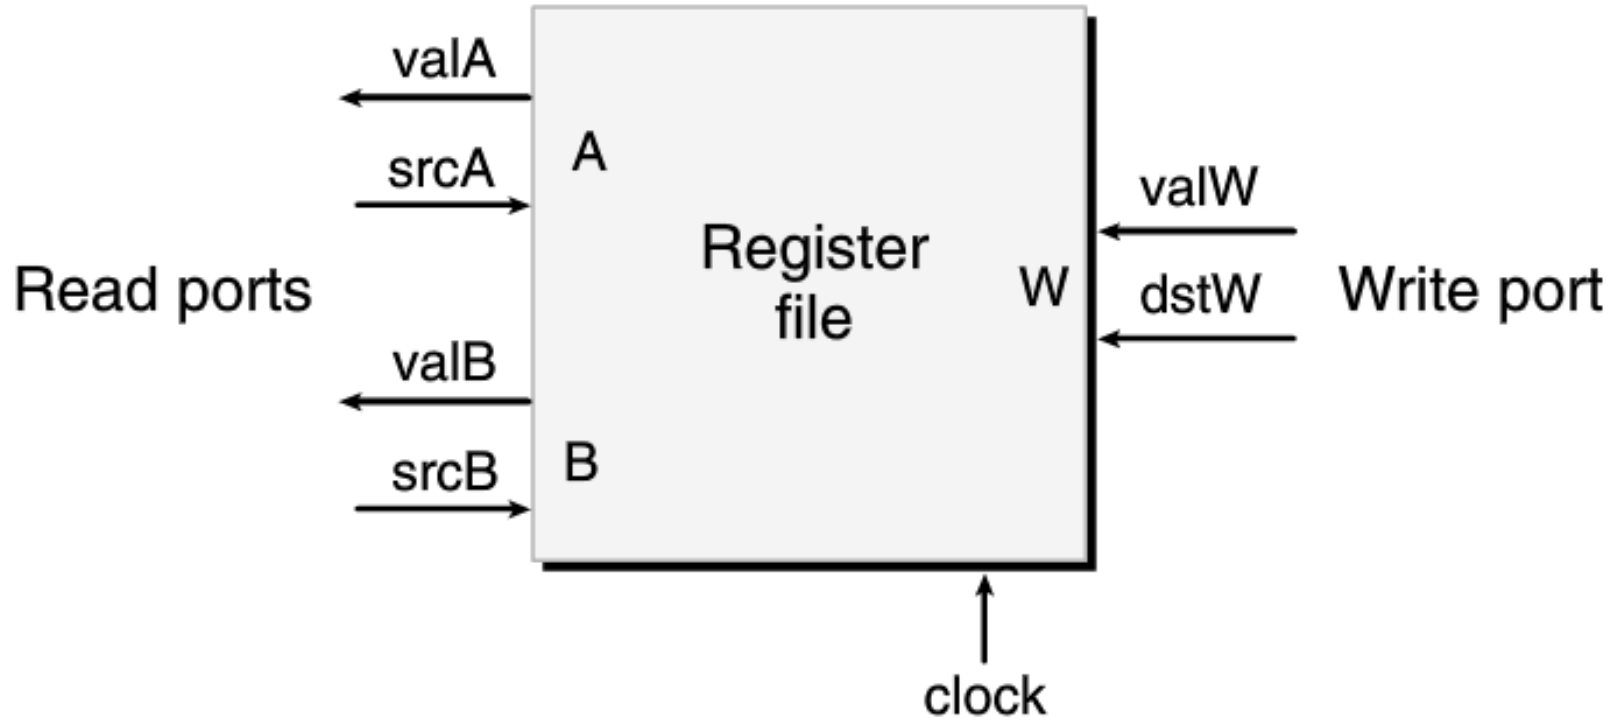 valA
srcA
A
Read ports
valB
srcB
B
Register
file
W
valW
dstW
Write port
clock